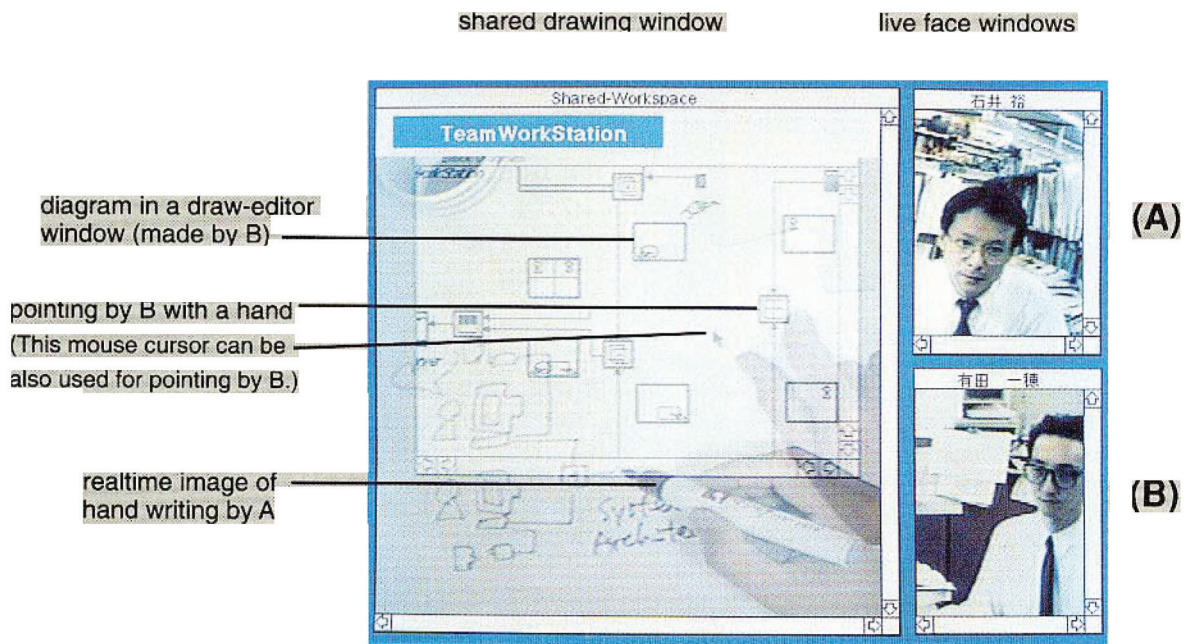 shared drawing window
live face windows
Shared-Workspace
TeamWorkStation
石井 裕
(A)
diagram in a draw-editor
window (made by B)
pointing by B with a hand
(This mouse cursor can be
also used for pointing by B.)
有田 一穂
realtime image of
hand writing by A
(B)
System